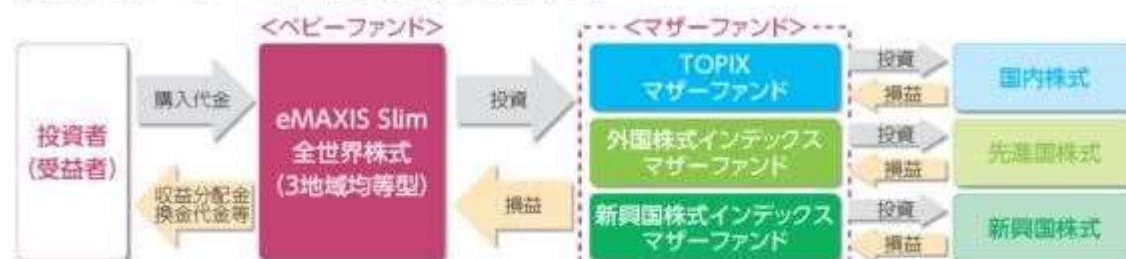 <ベビーファンド>
<マザーファンド>
投資者
(受益者)
購入代金
収益分配金
換金代金等
eMAXIS Slim
全世界株式
(3地域均等型)
投資
損益
TOPIX
マザーファンド
投資
損益
国内株式
外国株式インデックス
マザーファンド
投資
損益
先進国株式
新興国株式インデックス
マザーファンド
投資
損益
新興国株式